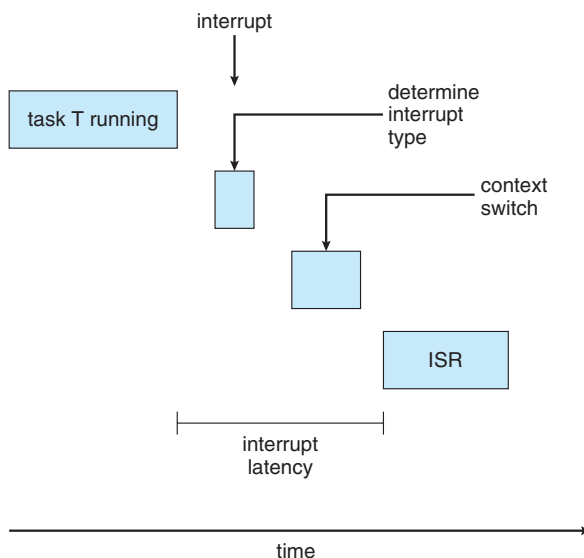 interrupt
task T running
determine
interrupt
type
context
switch
ISR
interrupt
latency
time